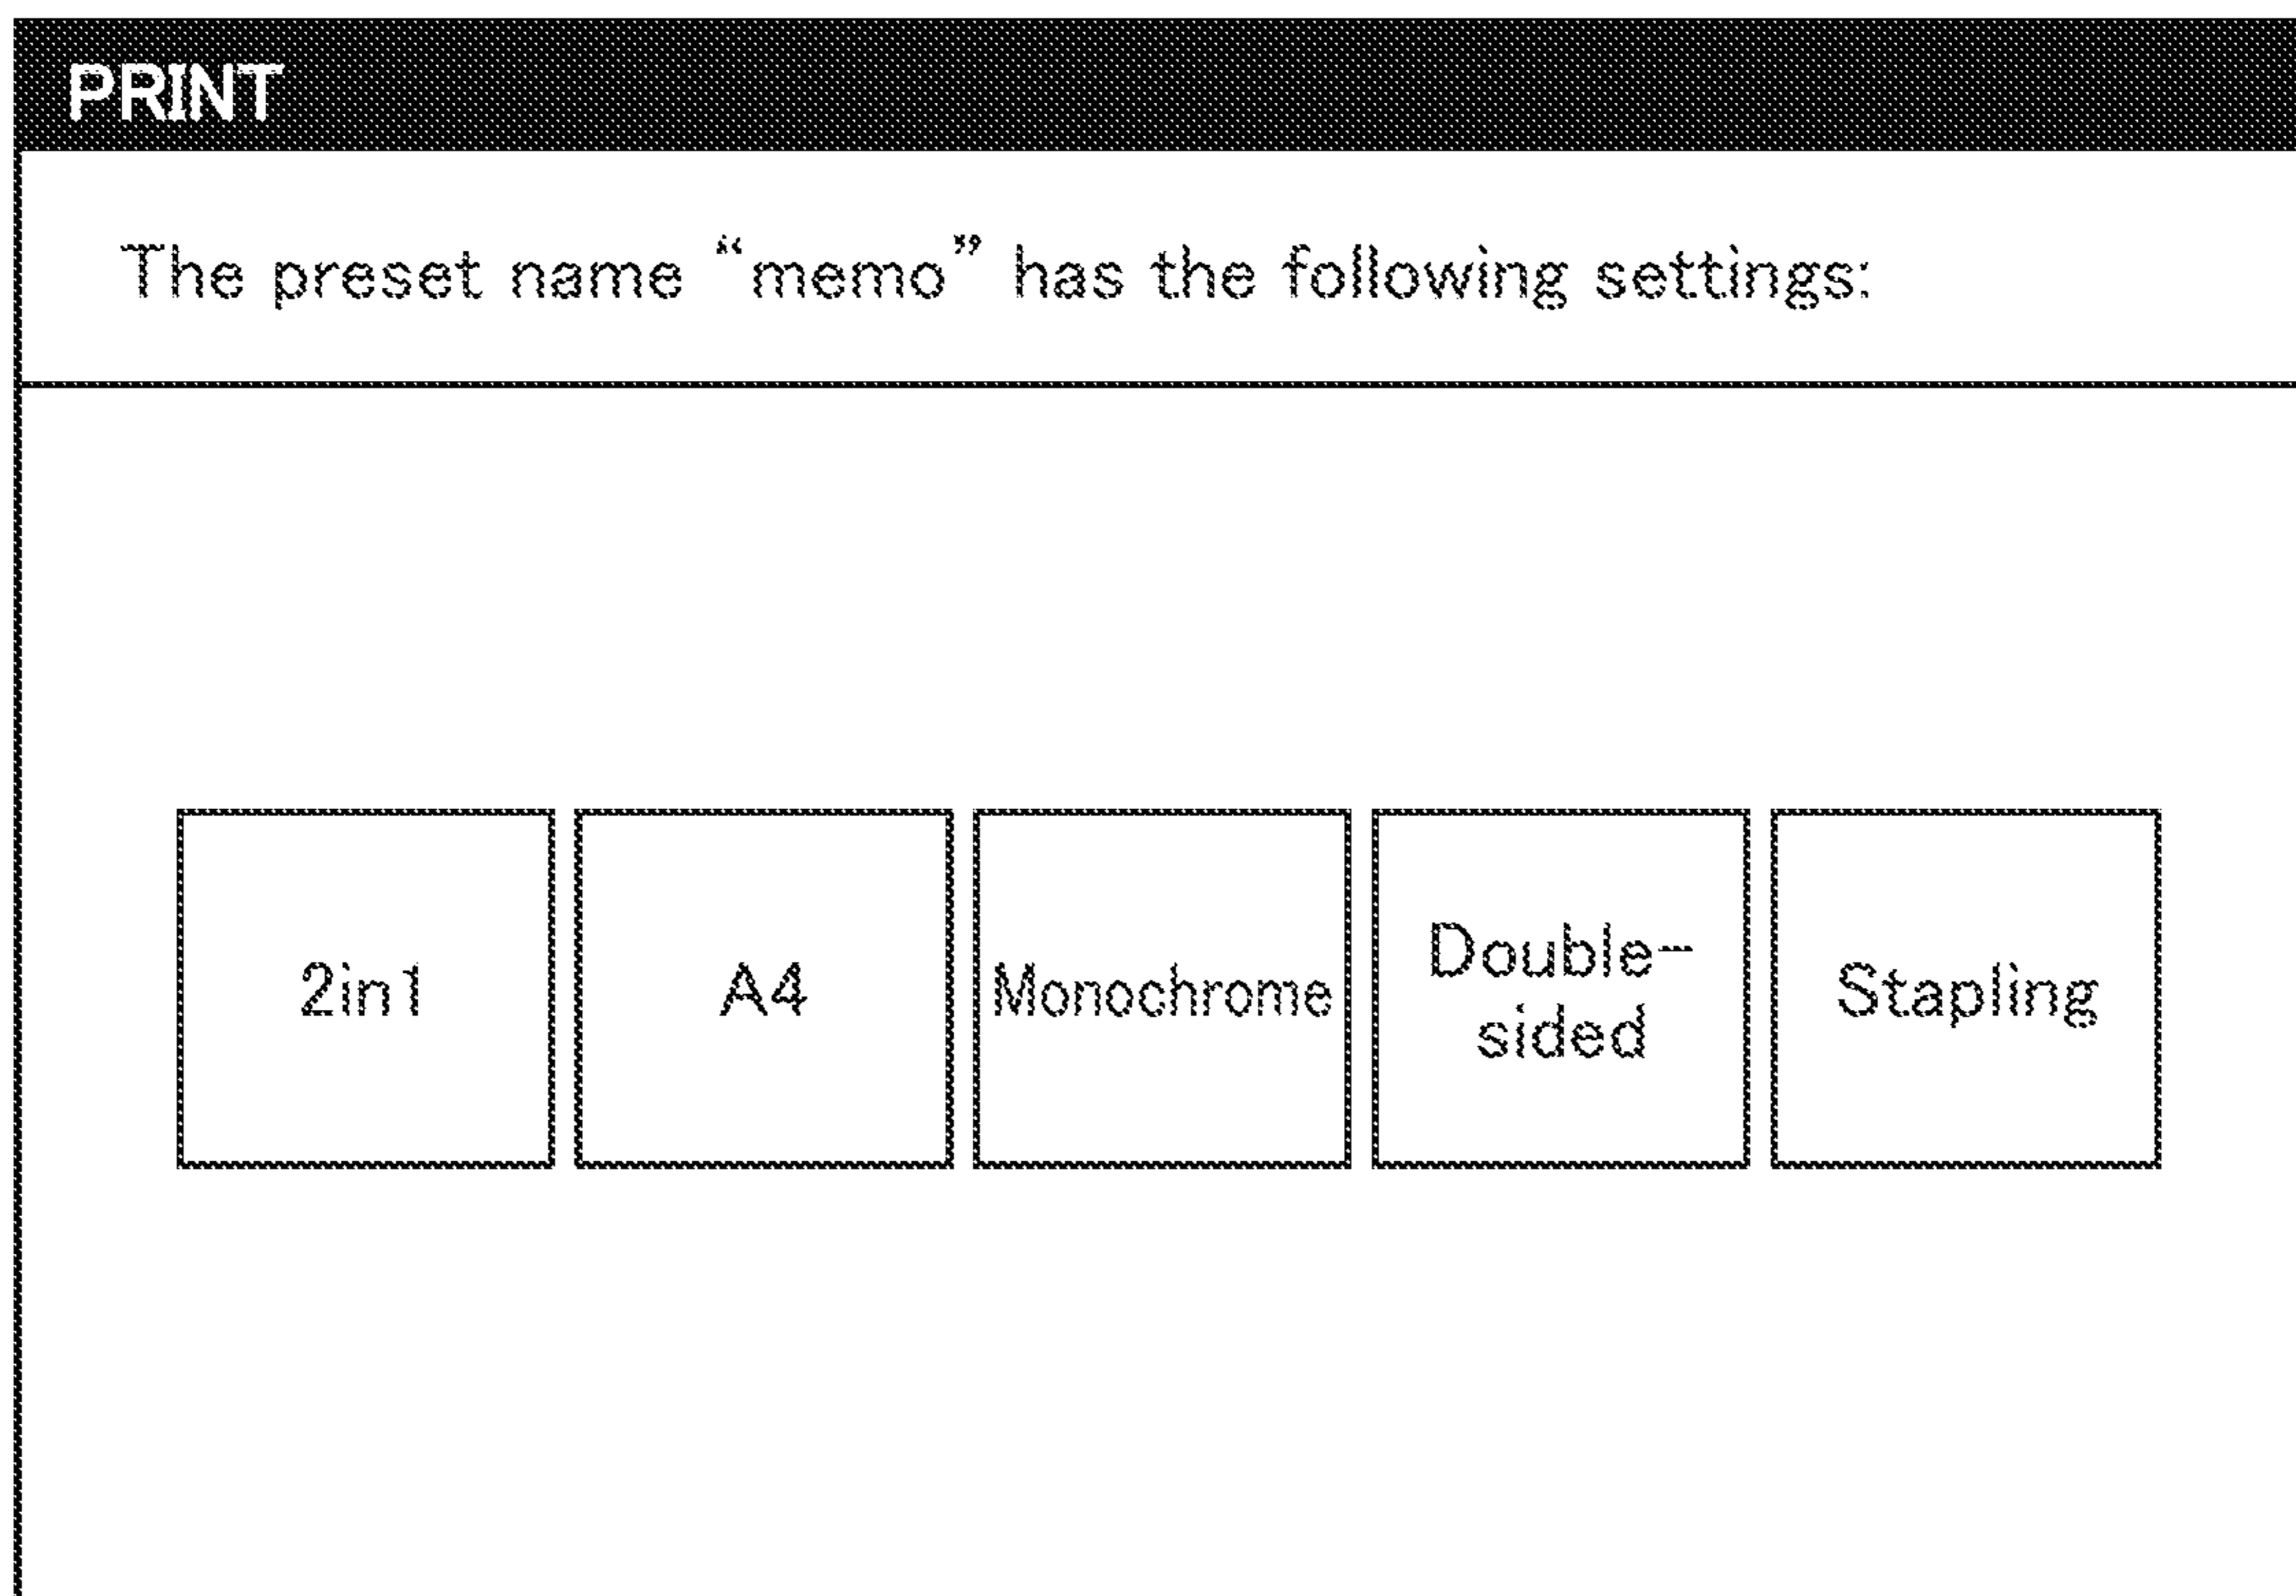 PRINT
The preset name “memo” has the following settings:
2in1
A4
Monochrome
Double-
sided
Stapling